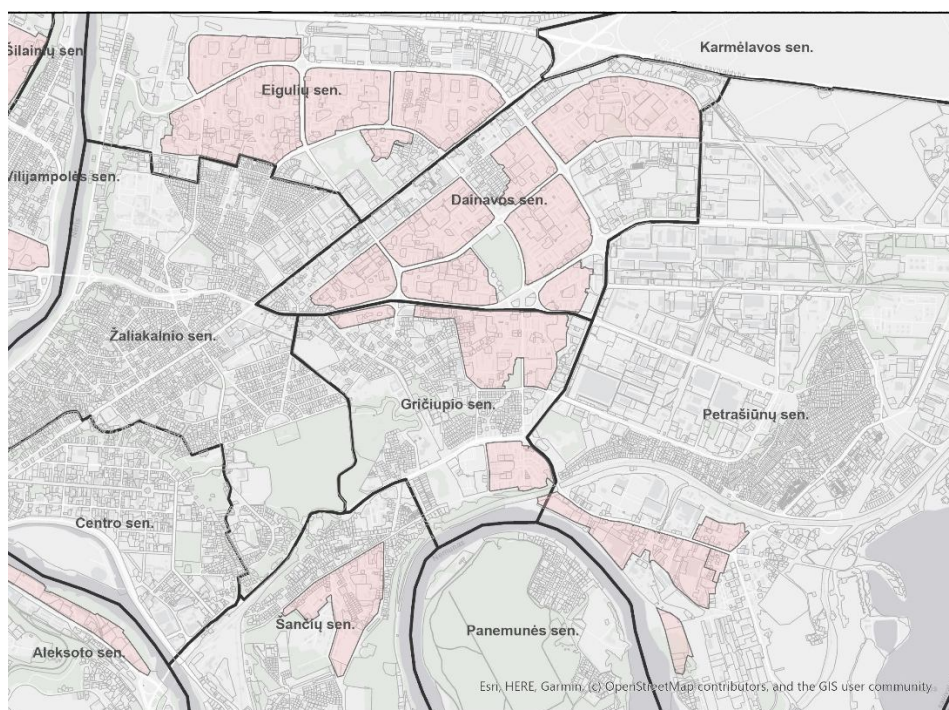 Šilainių sen.
Karmėlavos sen.
Eigulių sen.
Vilijampolės sen.
Dainavos sen.
Žaliakalnio sen.
Gričiupio sen.
Petrašiūnų sen.
Centro sen.
Šančių sen.
Panemunės sen.
Aleksoto sen.
Esri, HERE, Garmin, (c) OpenStreetMap contributors, and the GIS user community